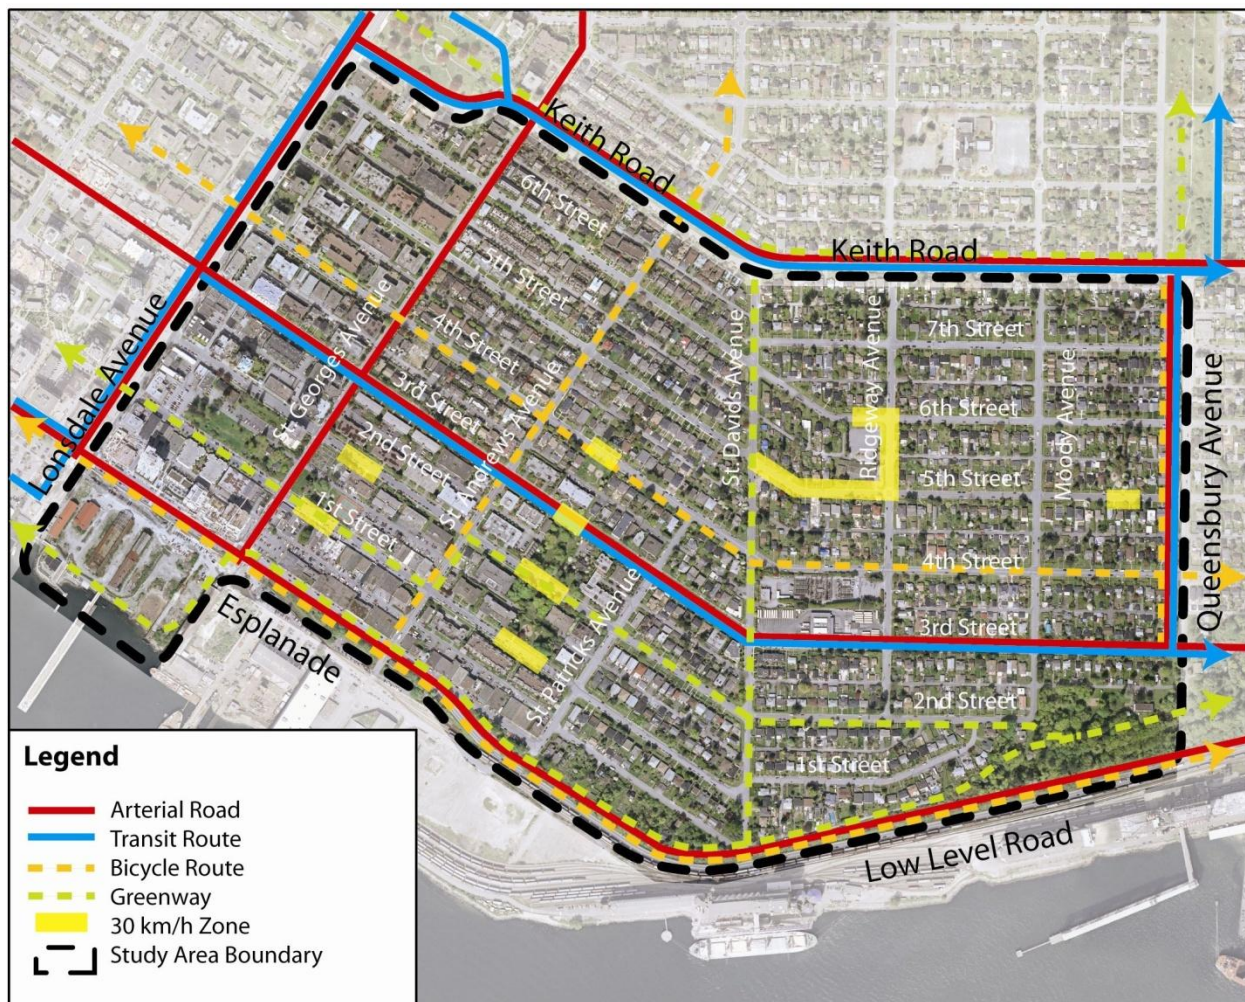 Keith Road
Keith Road
6th Street
5th Street
4th Street
3rd Street
2nd Street
1st Street
Lonsdale Avenue
St. Georges Avenue
St. Andrews Avenue
St. Patricks Avenue
St. Davids Avenue
Ridgeway Avenue
Moody Avenue
Queensbury Avenue
7th Street
6th Street
5th Street
4th Street
3rd Street
2nd Street
1st Street
Esplanade
Low Level Road
Legend
Arterial Road
Transit Route
Bicycle Route
Greenway
30 km/h Zone
Study Area Boundary